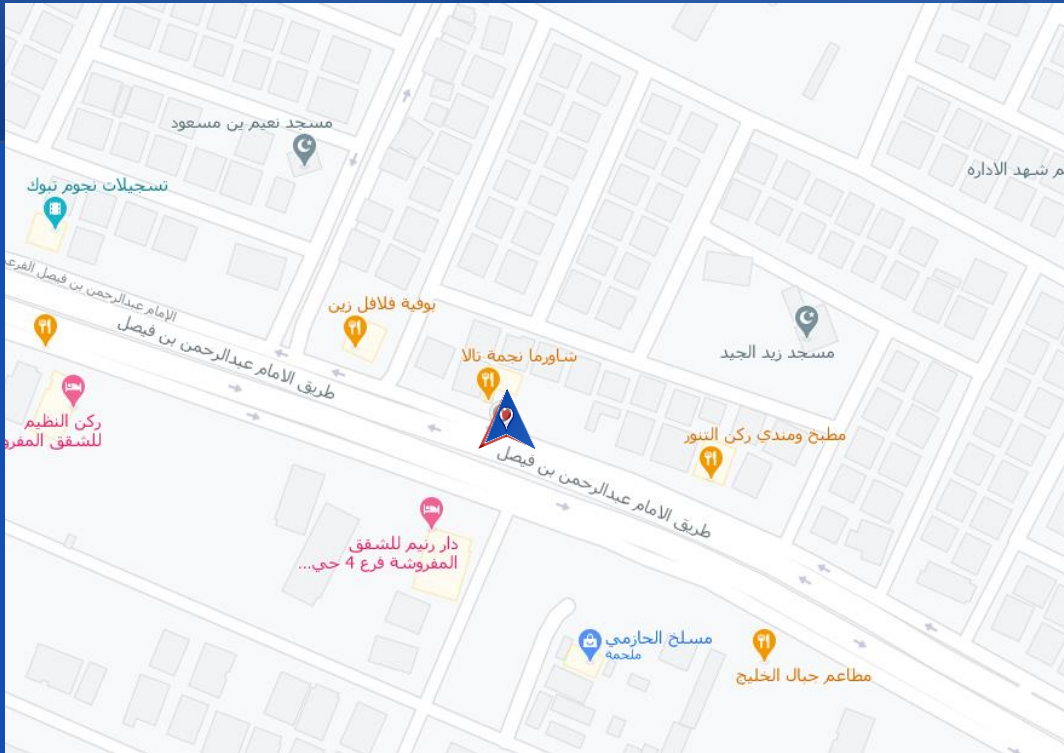 مسجد نعيم بن مسعود
م شهد الاداره
تسجيلات نجوم تبوك
الإمام عبدالرحمن بن فيصل الفرعي
بوفية فلافل زين
طريق الامام عبدالرحمن بن فيصل
شاورما نجمة تالا
مسجد زيد الجيد
ركن النظيم
للشقق المفرو
مطبخ ومندي ركن التنور
طريق الامام عبدالرحمن بن فيصل
دار رنيم للشقق
المفروشة فرع 4 حي...
مسلخ الحازمي
ملحمة
مطاعم جبال الخليج